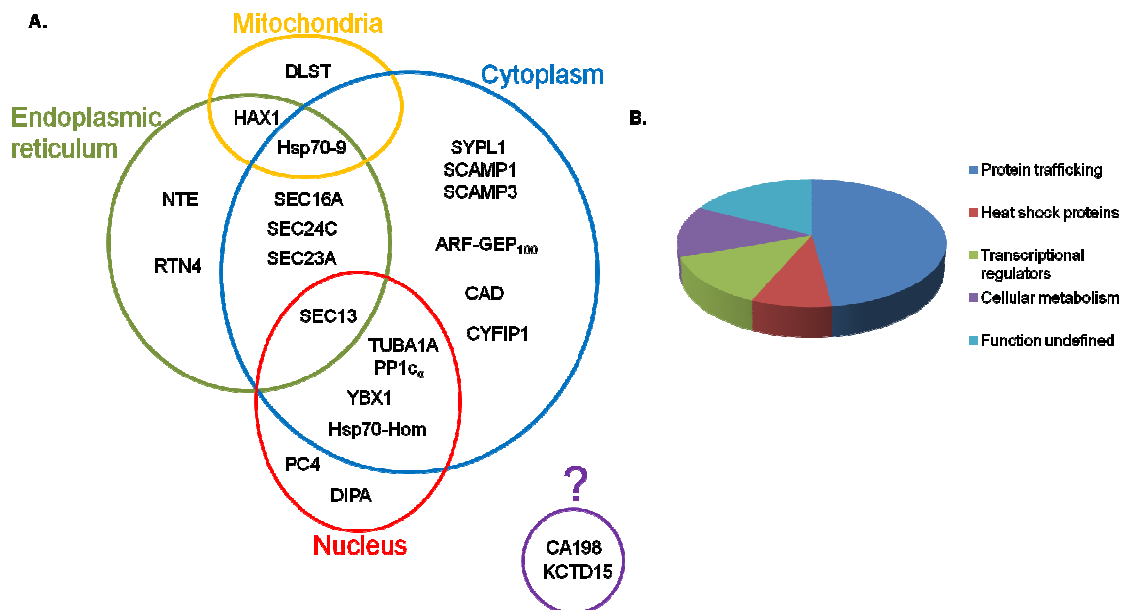 A.
Mitochondria
DLST
Cytoplasm
Endoplasmic
reticulum
HAX1
Hsp70-9
NTE
RTN4
SEC16A
SEC24C
SEC23A
SEC13
SYPL1
SCAMP1
SCAMP3
ARF-GEP100
CAD
CYFIP1
TUBA1A
PP1cα
YBX1
Hsp70-Hom
PC4
DIPA
Nucleus
?
CA198
KCTD15
B.
Protein trafficking
Heat shock proteins
Transcriptional
regulators
Cellular metabolism
Function undefined